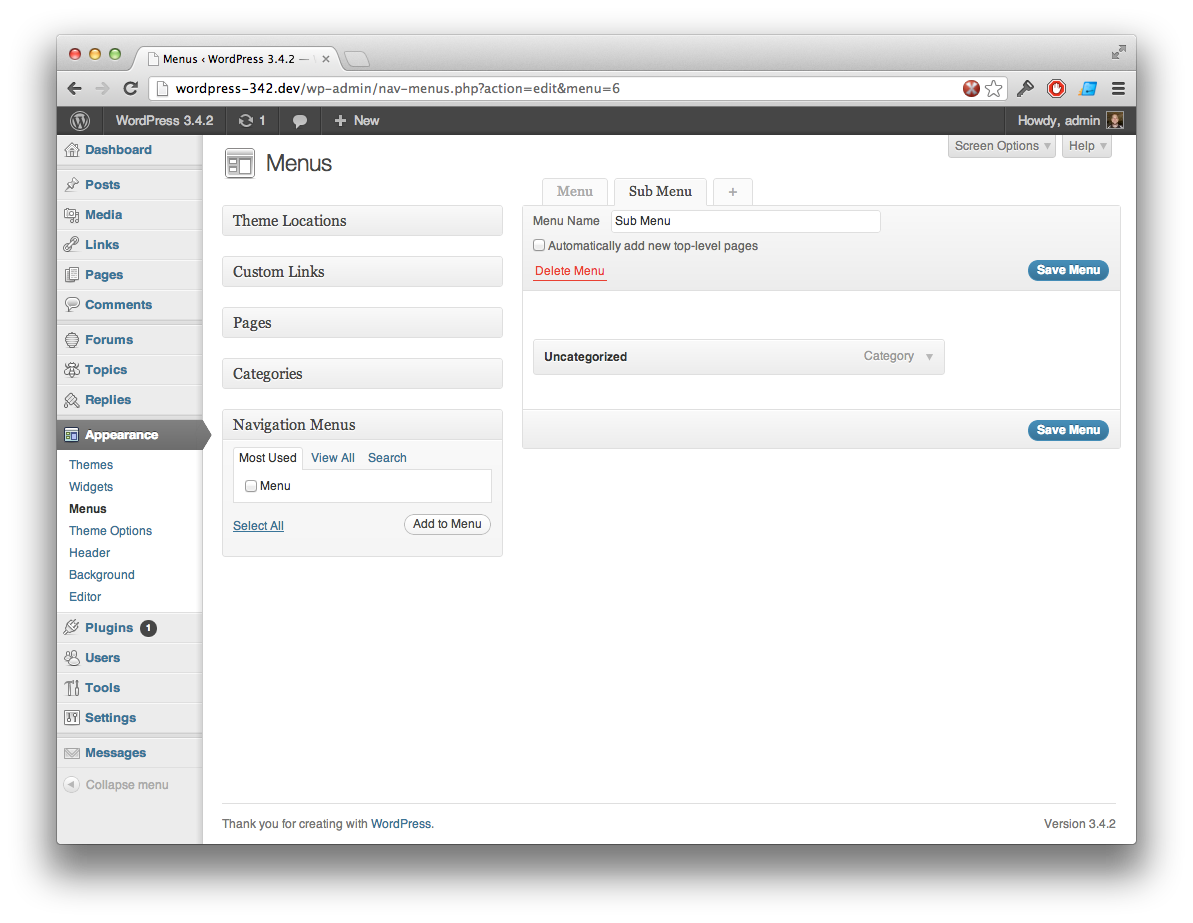 Menus ‹ WordPress 3.4.2 —
wordpress-342.dev/wp-admin/nav-menus.php?action=edit&menu=6
WordPress 3.4.2 1 + New Howdy, admin
Screen Options Help
Dashboard
Posts
Media
Links
Pages
Comments
Forums
Topics
Replies
Appearance
Themes
Widgets
Menus
Theme Options
Header
Background
Editor
Plugins 1
Users
Tools
Settings
Messages
Collapse menu
Menus
Theme Locations
Custom Links
Pages
Categories
Navigation Menus
Most Used View All Search
Menu
Select All Add to Menu
Menu Sub Menu +
Menu Name Sub Menu
Automatically add new top-level pages
Delete Menu Save Menu
Uncategorized Category
Save Menu
Thank you for creating with WordPress. Version 3.4.2